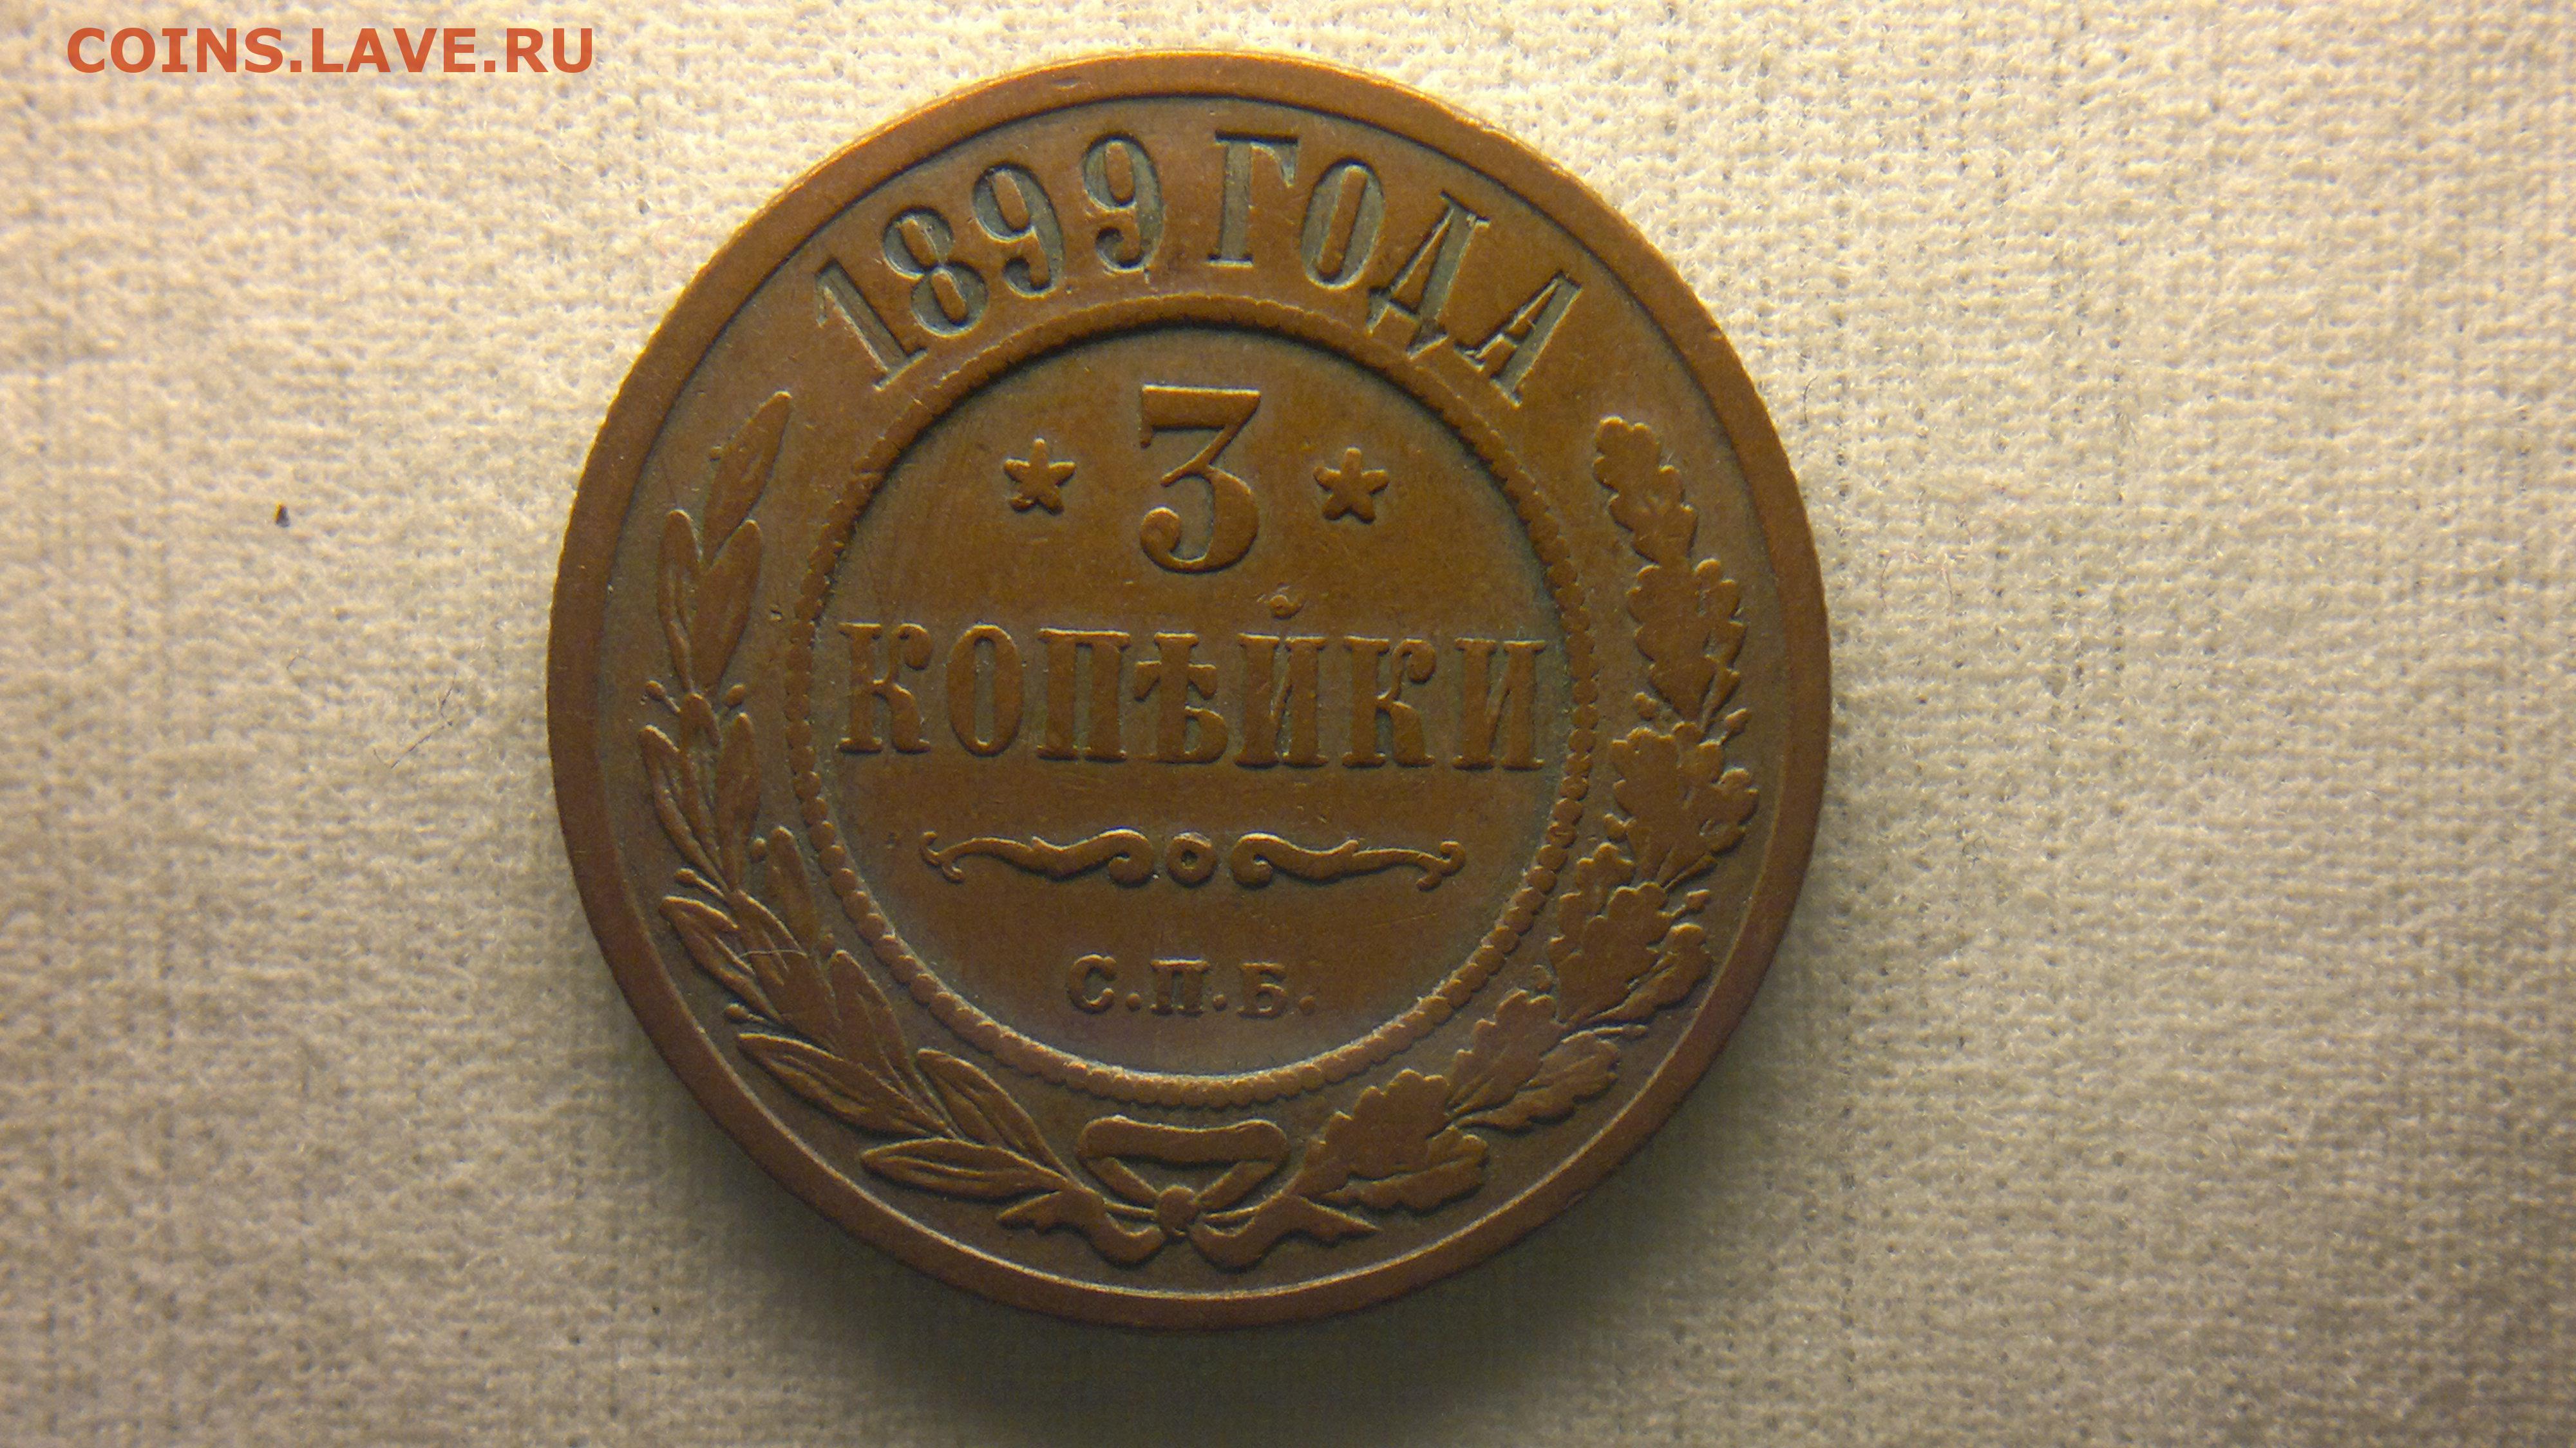 COINS.LAVE.RU
1899 ГОДА
3
КОПѢЙКИ
С.П.Б.